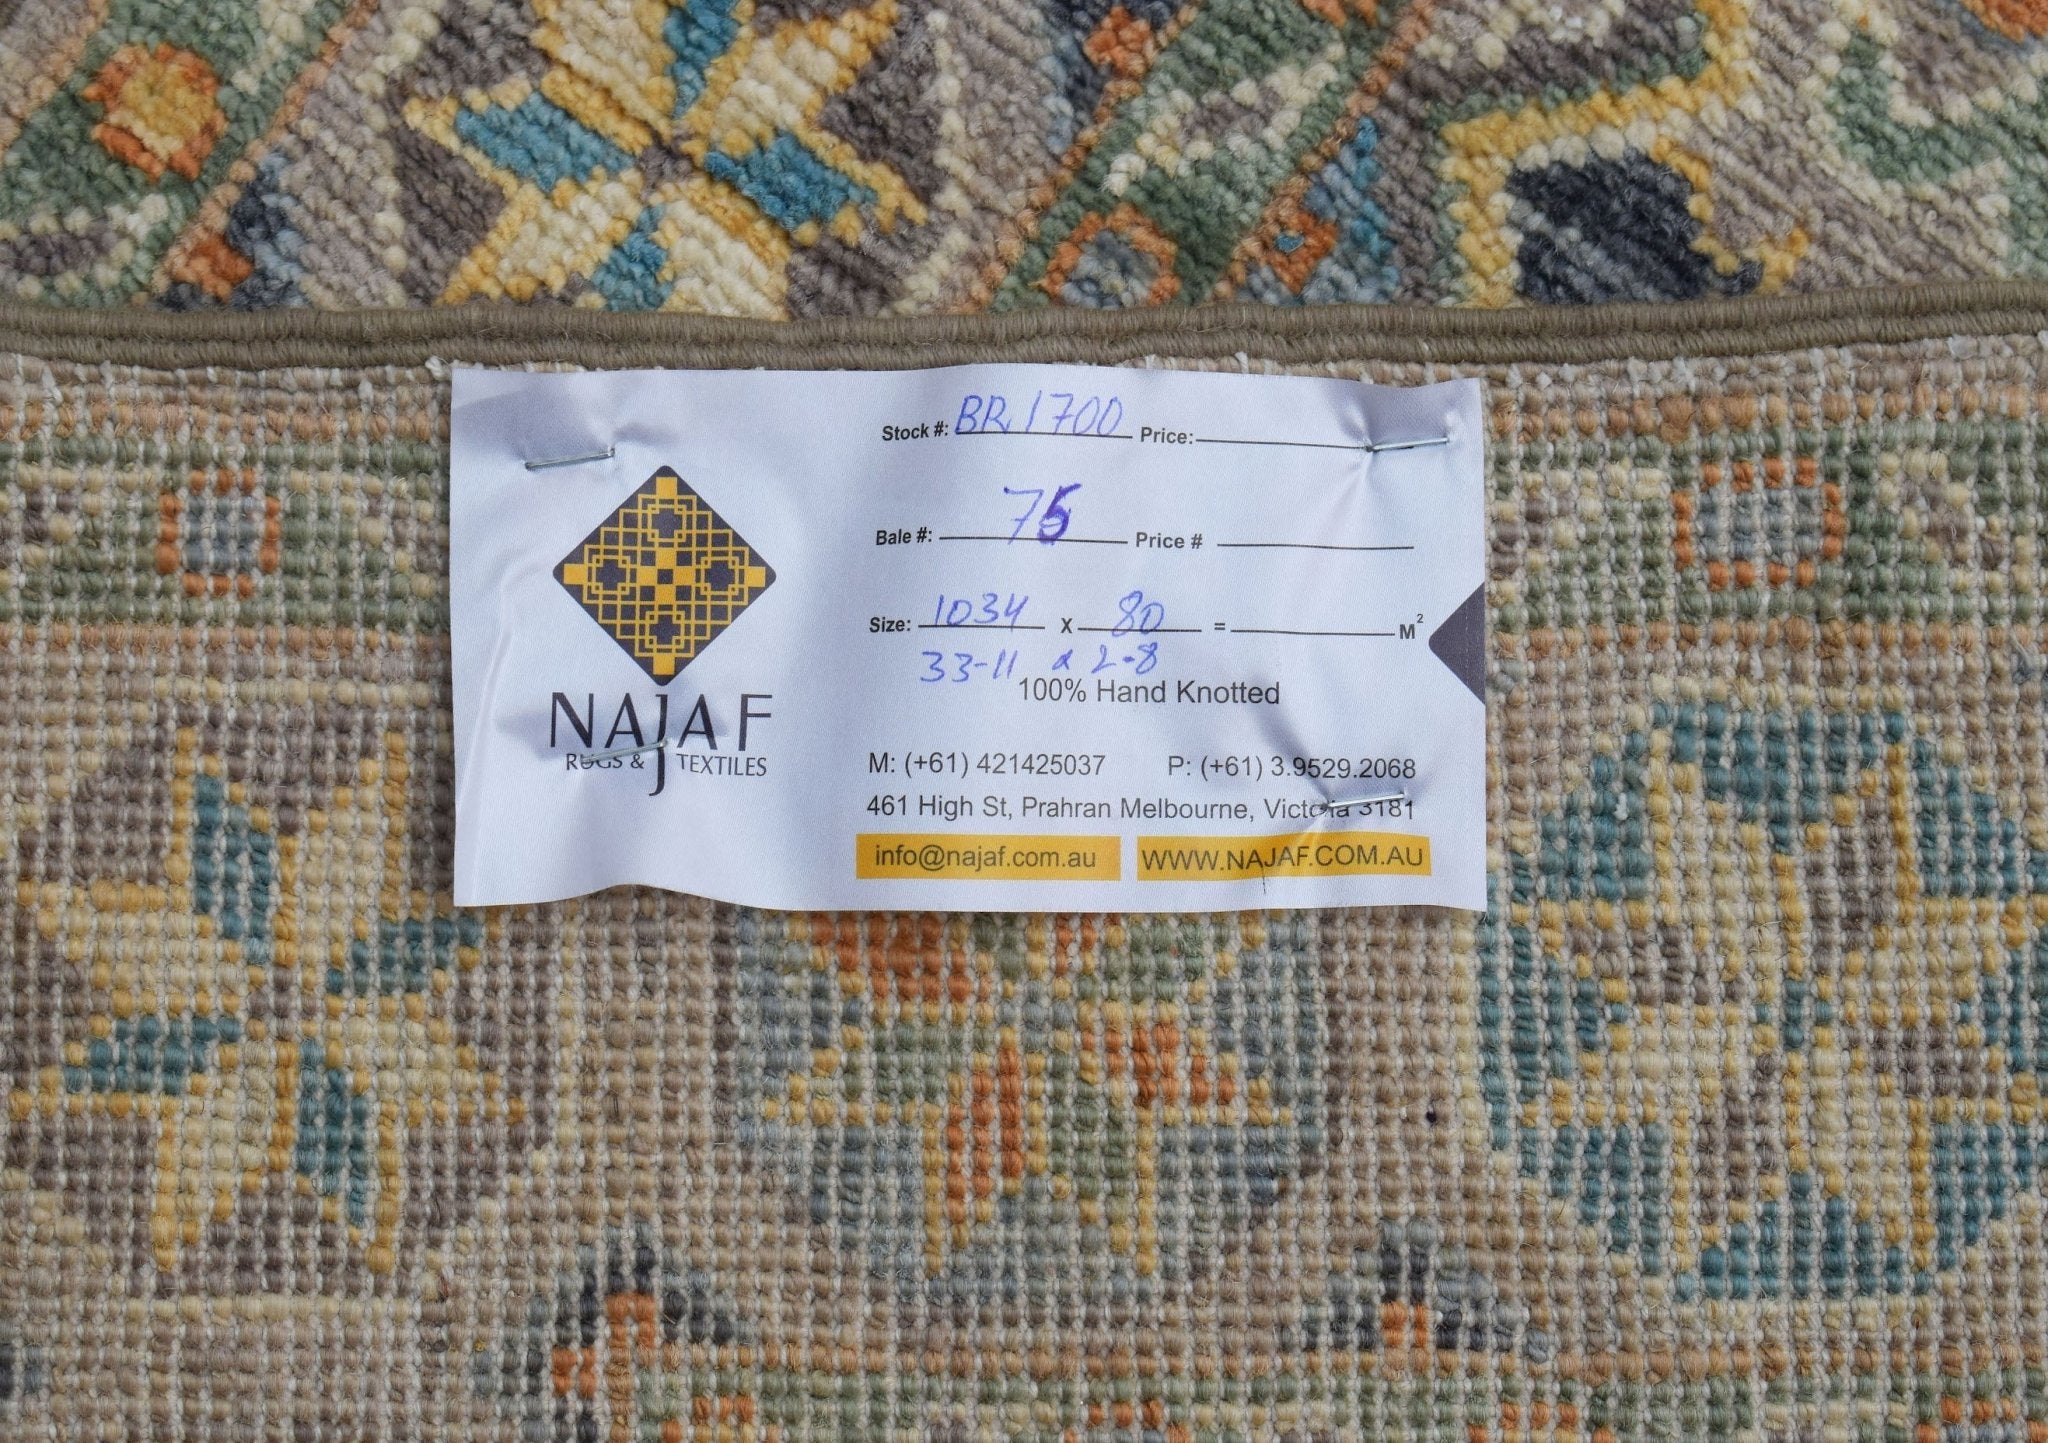 Stock #: BR1700 Price:
Bale #: 75 Price #
Size: 1034 X 80 = M²
33-11 x 2-8
100% Hand Knotted
NAJAF
RUGS & TEXTILES
M: (+61) 421425037 P: (+61) 3.9529.2068
461 High St, Prahran Melbourne, Victoria 3181
info@najaf.com.au WWW.NAJAF.COM.AU